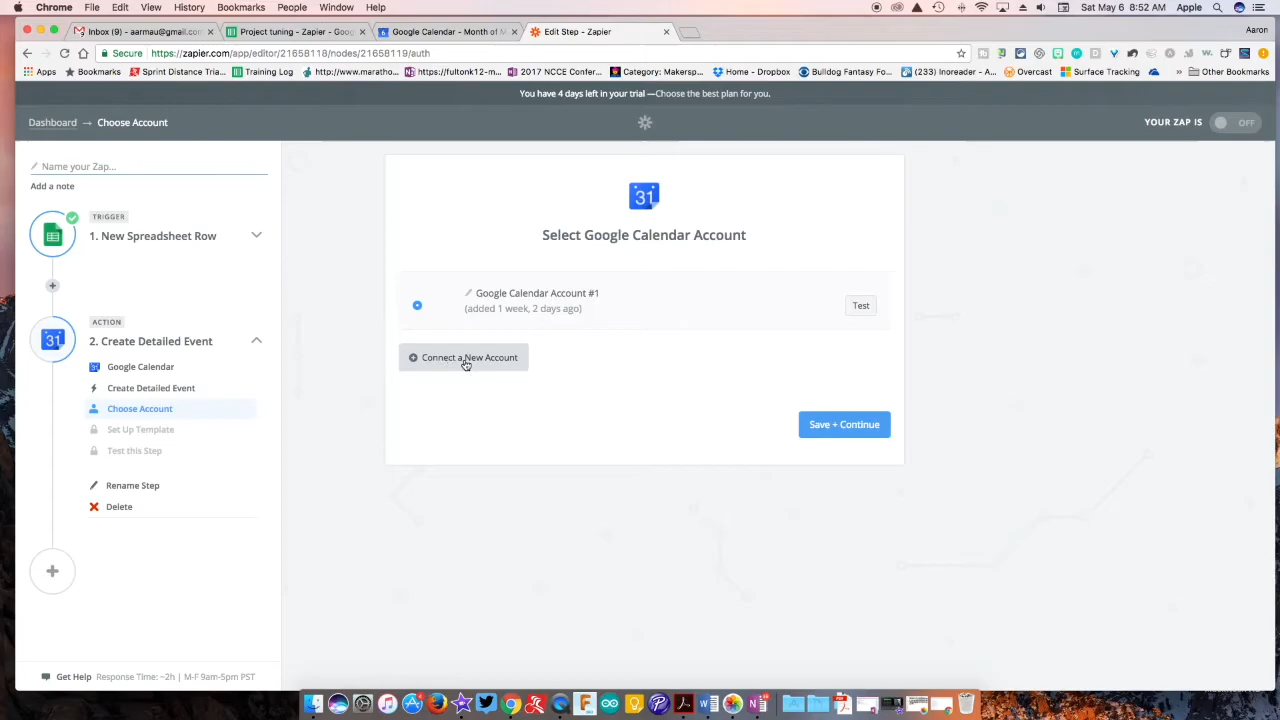 Chrome File Edit View History Bookmarks People Window Help Sat May 6 8:52 AM Apple
Inbox (9) - aarmau@gmail.com Project tuning - Zapier - Goog Google Calendar - Month of M Edit Step - Zapier Aaron
Secure https://zapier.com/app/editor/21658118/nodes/21658119/auth
Apps Bookmarks Sprint Distance Tria... Training Log http://www.maratho... https://fultonk12-m... 2017 NCCE Confer... Category: Makersp... Home - Dropbox Bulldog Fantasy Fo... (233) Inoreader - A... Overcast Surface Tracking » Other Bookmarks
You have 4 days left in your trial —Choose the best plan for you.
Dashboard → Choose Account YOUR ZAP IS OFF
Name your Zap...
Add a note
TRIGGER
1. New Spreadsheet Row
ACTION
2. Create Detailed Event
Google Calendar
Create Detailed Event
Choose Account
Set Up Template
Test this Step
Rename Step
Delete
31
31
Select Google Calendar Account
Google Calendar Account #1
(added 1 week, 2 days ago)
Test
Connect a New Account
Save + Continue
Get Help Response Time: ~2h | M-F 9am-5pm PST